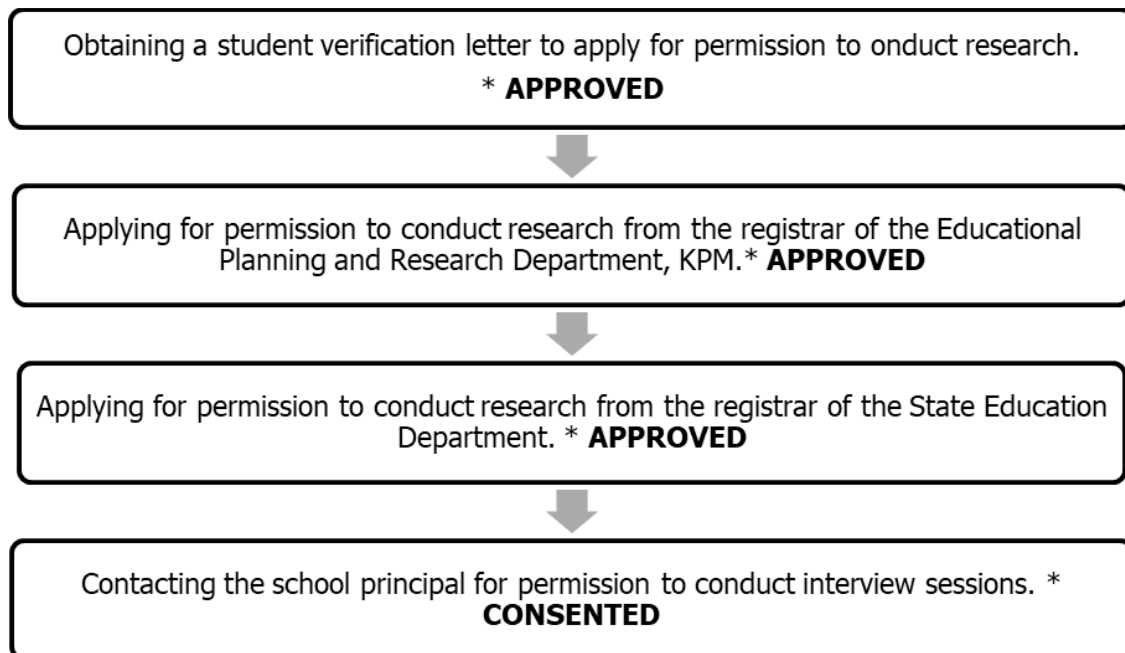 Obtaining a student verification letter to apply for permission to onduct research.
* APPROVED
Applying for permission to conduct research from the registrar of the Educational
Planning and Research Department, KPM.* APPROVED
Applying for permission to conduct research from the registrar of the State Education
Department. * APPROVED
Contacting the school principal for permission to conduct interview sessions. *
CONSENTED